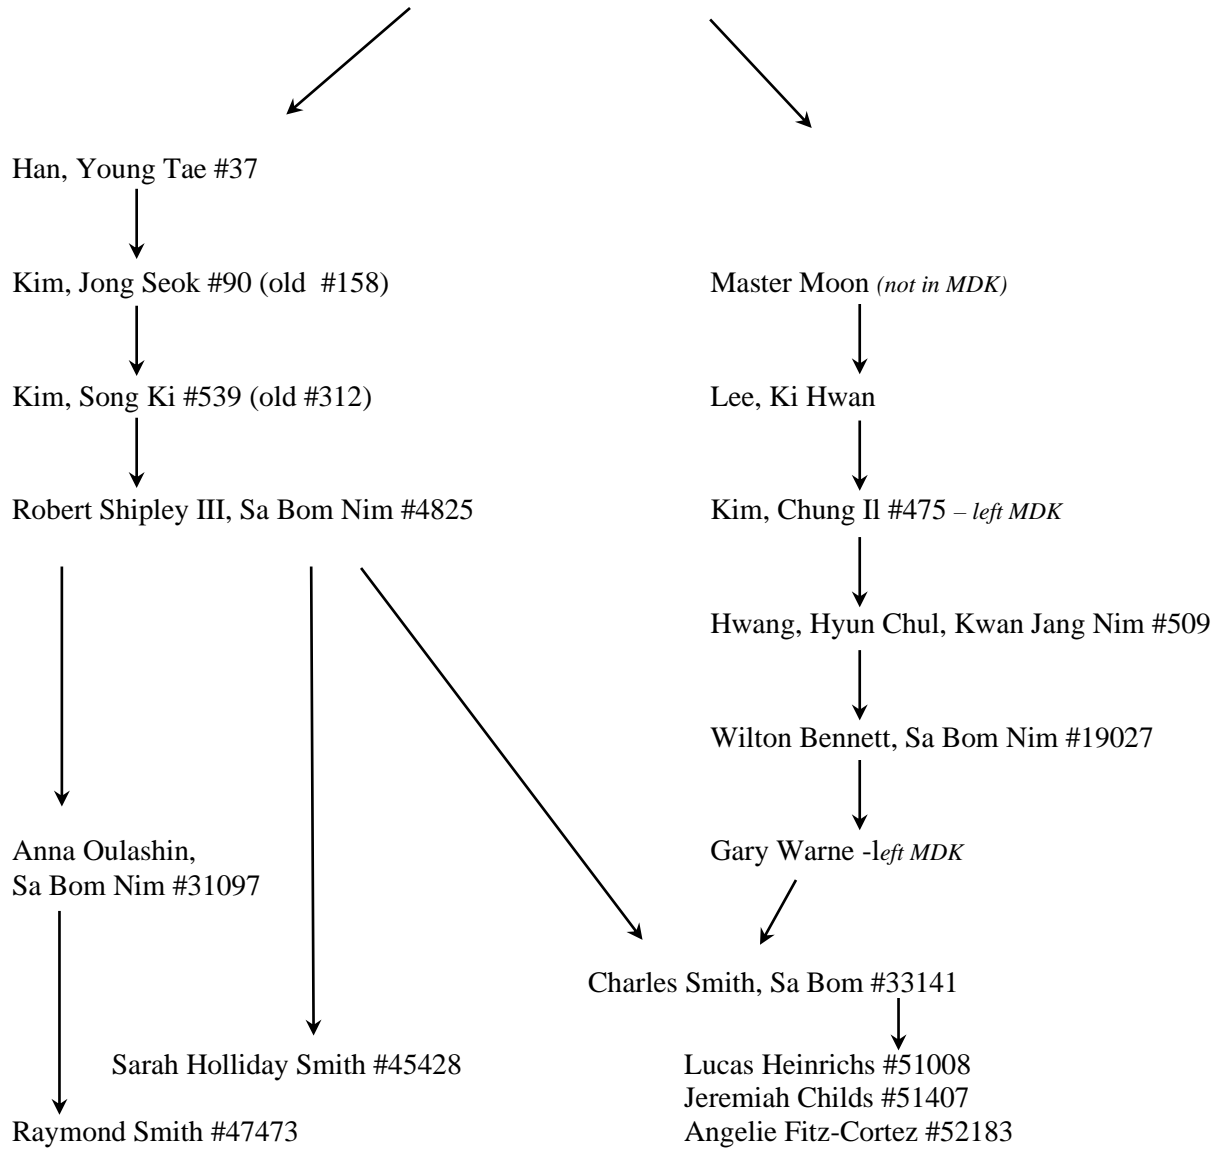 Han, Young Tae #37
Kim, Jong Seok #90 (old #158)
Master Moon (not in MDK)
Kim, Song Ki #539 (old #312)
Lee, Ki Hwan
Robert Shipley III, Sa Bom Nim #4825
Kim, Chung Il #475 – left MDK
Hwang, Hyun Chul, Kwan Jang Nim #509
Wilton Bennett, Sa Bom Nim #19027
Anna Oulashin,
Sa Bom Nim #31097
Gary Warne -left MDK
Charles Smith, Sa Bom #33141
Sarah Holliday Smith #45428
Raymond Smith #47473
Lucas Heinrichs #51008
Jeremiah Childs #51407
Angelie Fitz-Cortez #52183